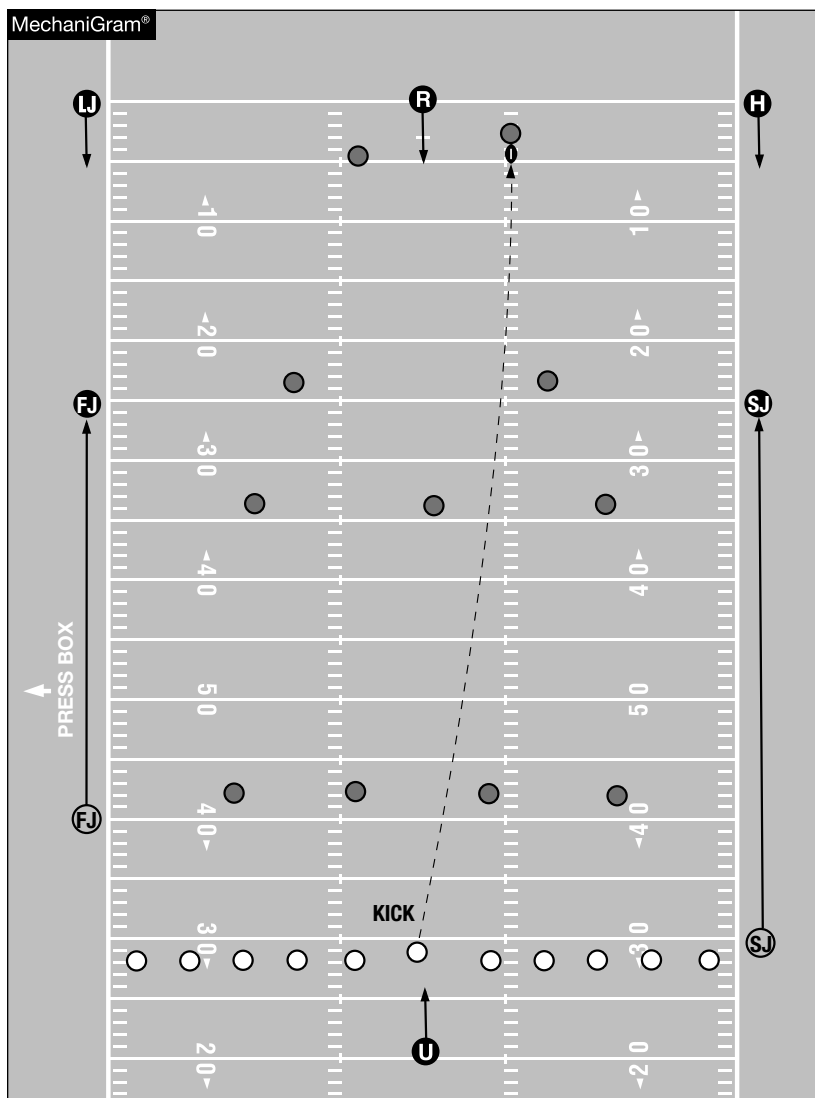 MechaniGram®
LJ
R
H
◄10
10►
◄20
20►
FJ
SJ
◄30
30►
◄40
40►
PRESS BOX
50
50
FJ
40►
◄40
KICK
30►
◄30
SJ
U
20►
◄20